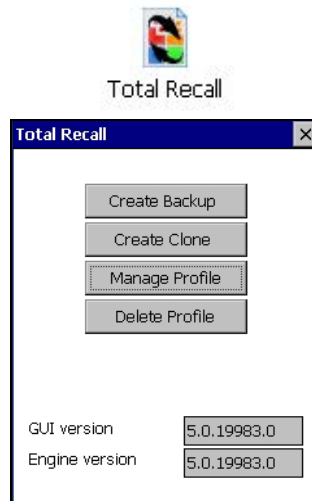 Total Recall
Total Recall
Create Backup
Create Clone
Manage Profile
Delete Profile
GUI version 5.0.19983.0
Engine version 5.0.19983.0